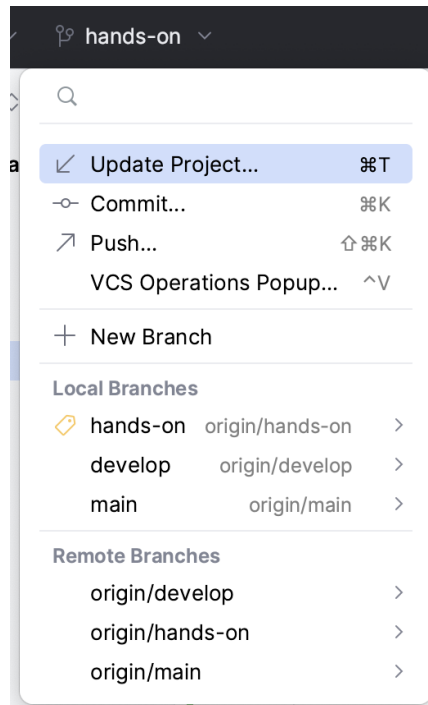 hands-on
a
Update Project... ⌘T
Commit... ⌘K
Push... ⇧⌘K
VCS Operations Popup... ^V
New Branch
Local Branches
hands-on origin/hands-on
develop origin/develop
main origin/main
Remote Branches
origin/develop
origin/hands-on
origin/main